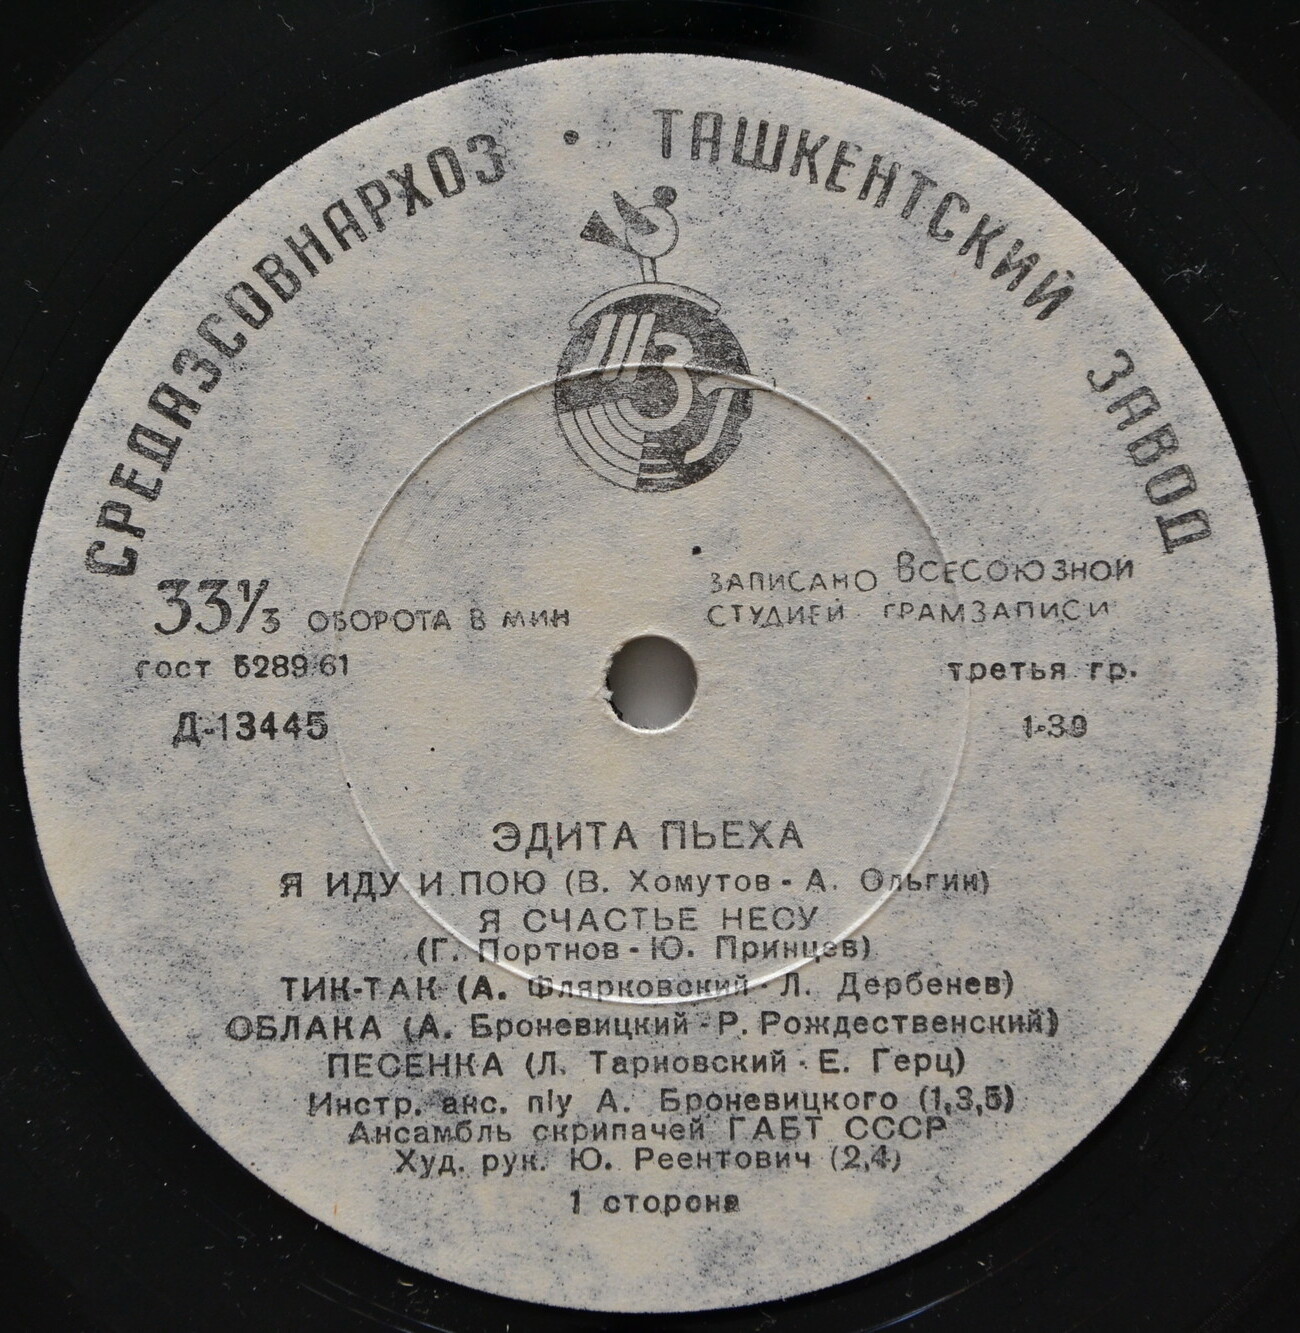 СРЕДАЗСОВНАРХОЗ • ТАШКЕНТСКИЙ ЗАВОД
33⅓ ОБОРОТА В МИН
ЗАПИСАНО ВСЕСОЮЗНОЙ
СТУДИЕЙ ГРАМЗАПИСИ
гост 5289-61
третья гр.
Д-13445
1-39
ЭДИТА ПЬЕХА
Я ИДУ И ПОЮ (В. Хомутов - А. Ольгин)
Я СЧАСТЬЕ НЕСУ
(Г. Портнов - Ю. Принцев)
ТИК-ТАК (А. Флярковский - Л. Дербенев)
ОБЛАКА (А. Броневицкий - Р. Рождественский)
ПЕСЕНКА (Л. Тарновский - Е. Герц)
Инстр. анс. п/у А. Броневицкого (1,3,5)
Ансамбль скрипачей ГАБТ СССР
Худ. рук. Ю. Реентович (2,4)
1 сторона